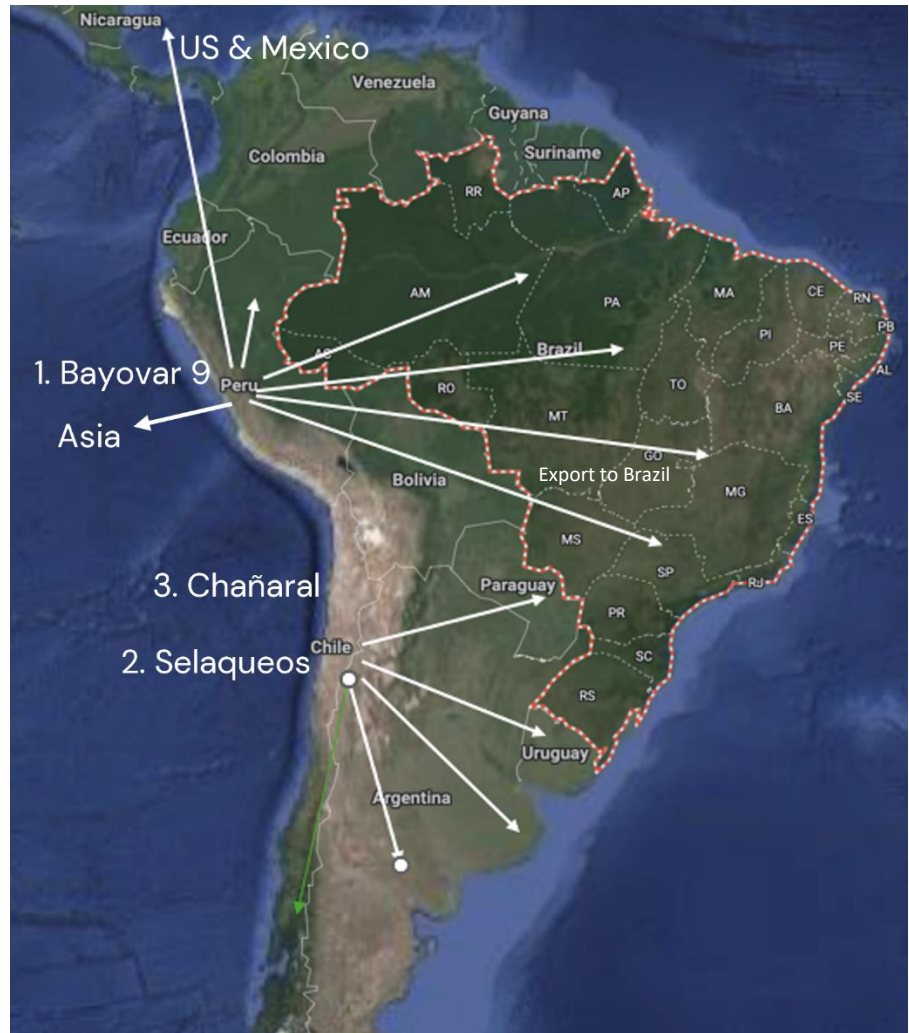 Nicaragua
US & Mexico
Venezuela
Guyana
Suriname
Colombia
RR
AP
Ecuador
AM
PA
MA
CE
RN
PB
PI
PE
AL
SE
AC
Brazil
1. Bayovar 9
Peru
RO
TO
MT
BA
Asia
GO
Export to Brazil
Bolivia
MG
ES
MS
SP
RJ
3. Chañaral
Paraguay
PR
Chile
2. Selaqueos
SC
RS
Uruguay
Argentina